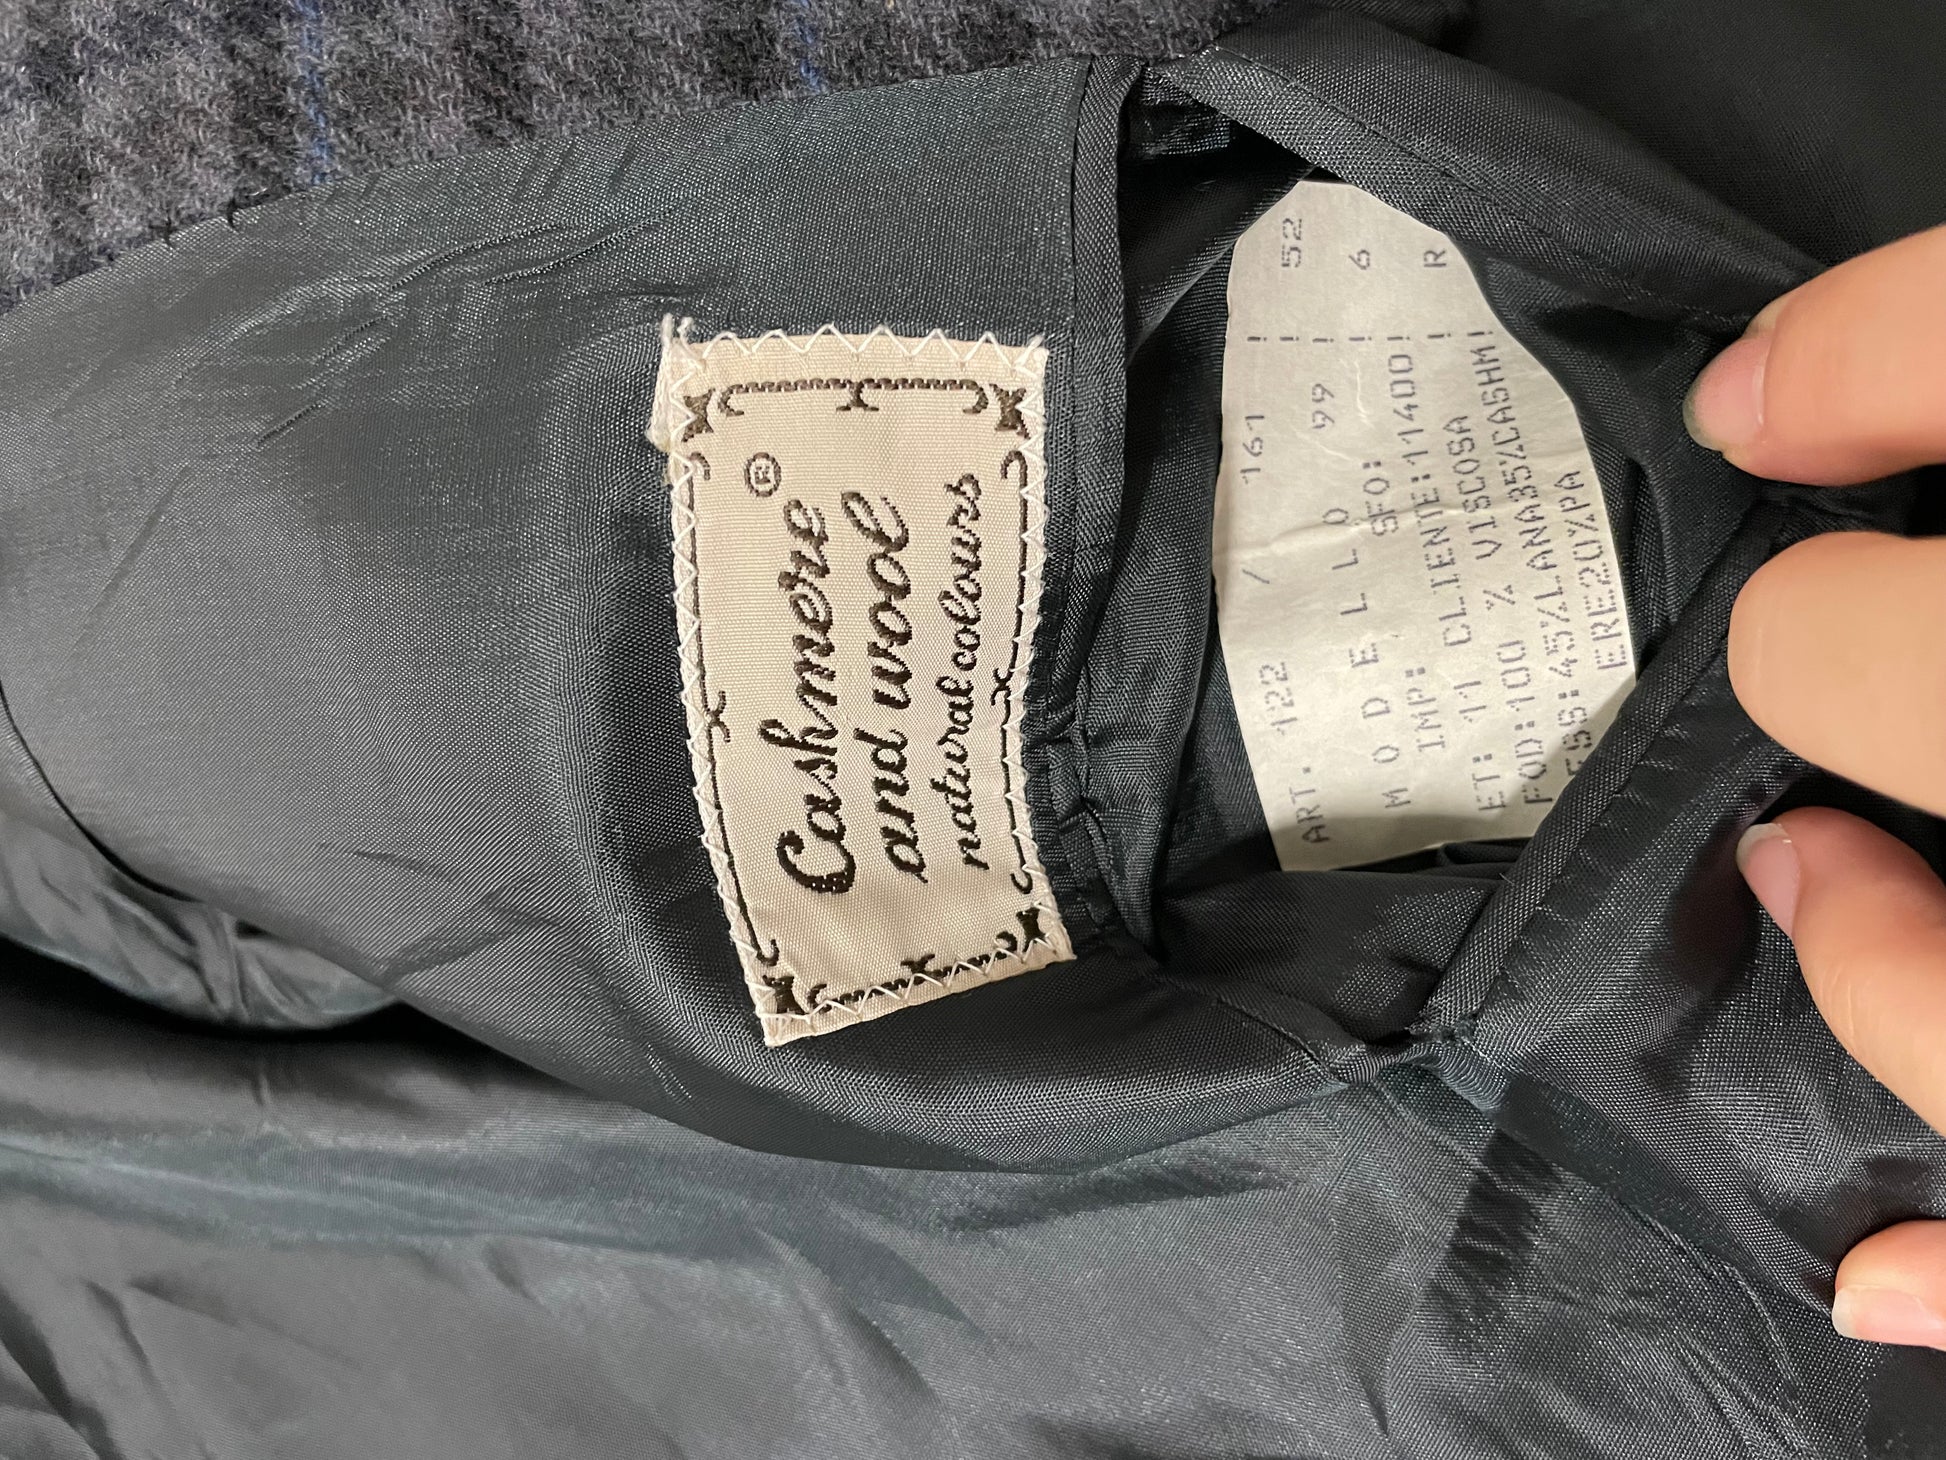 Cashmere ®
and wool
natural colours
ART. 122 / 161 ! 52
! 6
M O D E L L O 99 !
IMP: SFO: ! R
ET: 11 CLIENTE:11400!
FOD:100 % VISCOSA !
ESS:45%LANA35%CASHM!
ERE20%PA